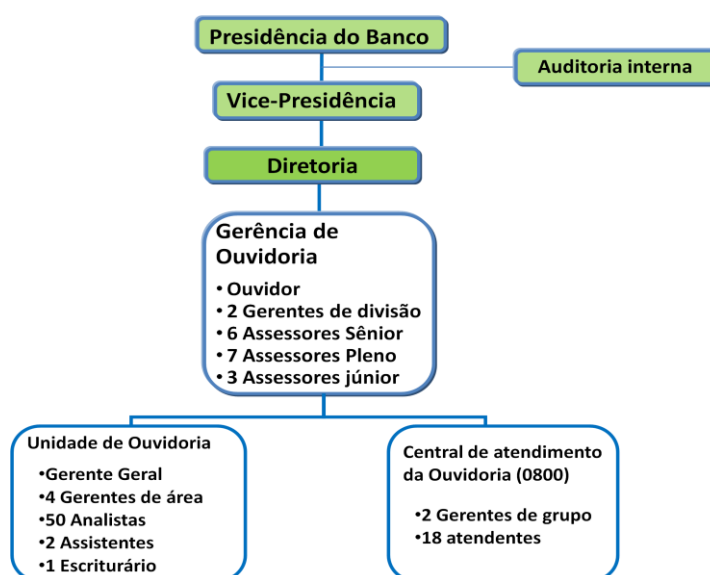 Presidência do Banco
Auditoria interna
Vice-Presidência
Diretoria
Gerência de
Ouvidoria
• Ouvidor
• 2 Gerentes de divisão
• 6 Assessores Sênior
• 7 Assessores Pleno
• 3 Assessores júnior
Unidade de Ouvidoria
•Gerente Geral
•4 Gerentes de área
•50 Analistas
•2 Assistentes
•1 Escriturário
Central de atendimento
da Ouvidoria (0800)
•2 Gerentes de grupo
•18 atendentes